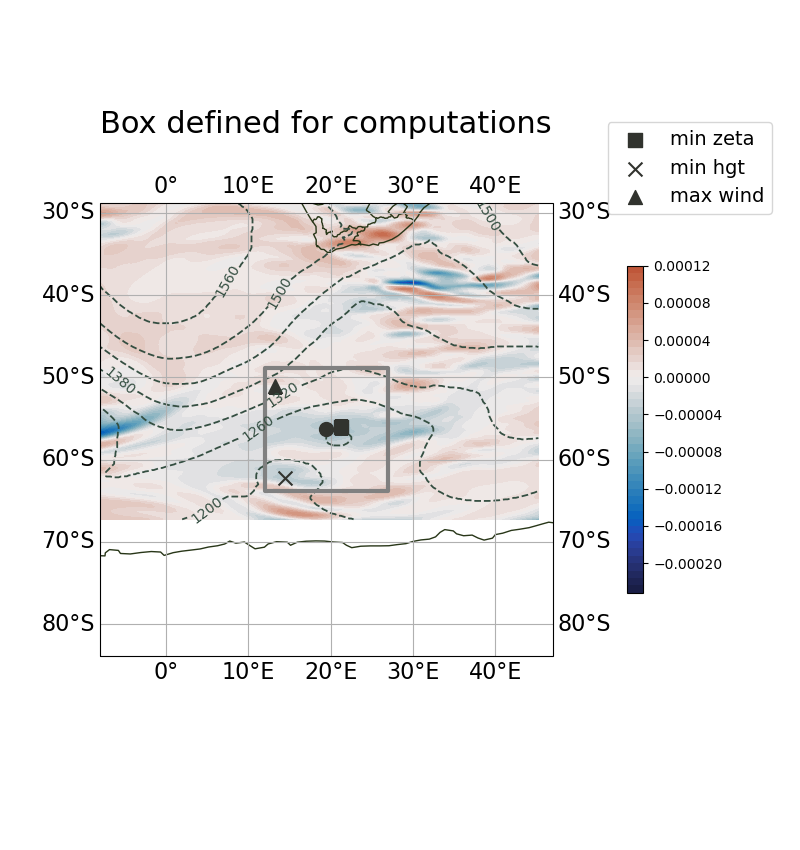 Box defined for computations
min zeta
min hgt
max wind
0° 10°E 20°E 30°E 40°E
30°S 30°S
40°S 40°S
50°S 50°S
60°S 60°S
70°S 70°S
80°S 80°S
0° 10°E 20°E 30°E 40°E
1500
1560
1500
1380
1320
1260
1200
0.00012
0.00008
0.00004
0.00000
−0.00004
−0.00008
−0.00012
−0.00016
−0.00020